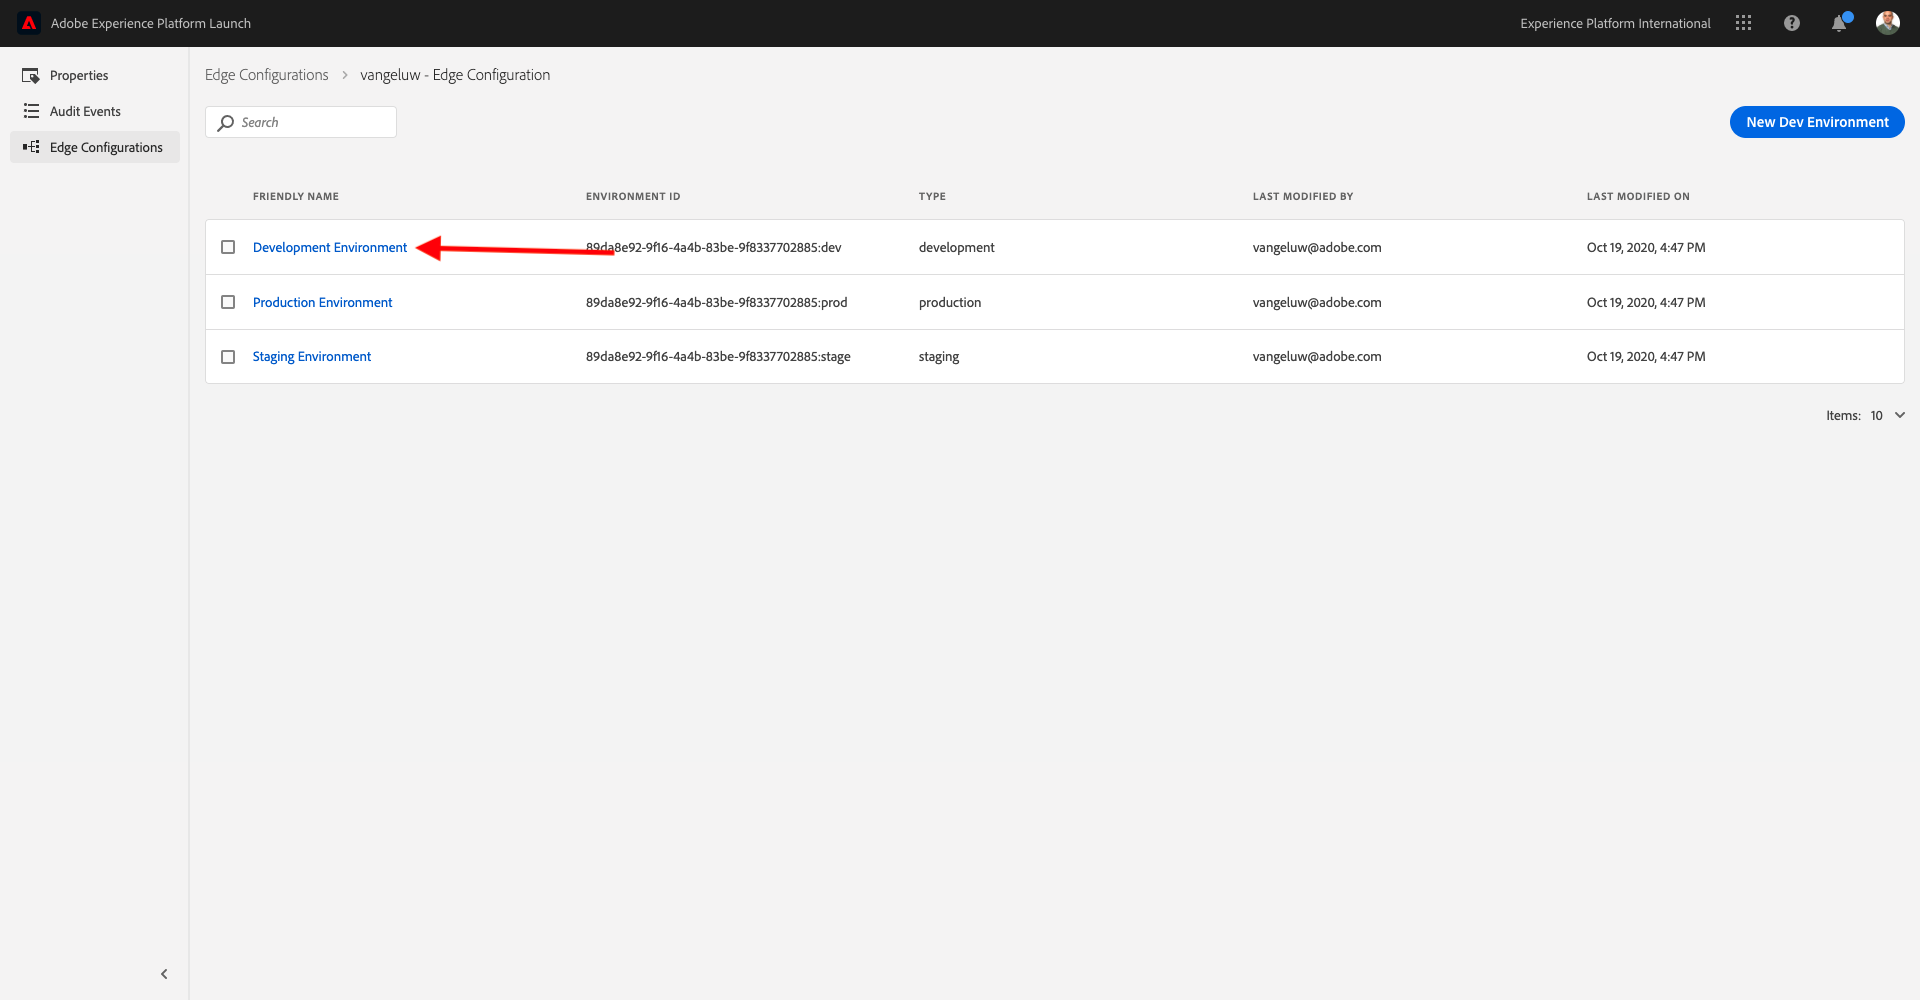 Adobe Experience Platform Launch
Experience Platform International
Properties
Audit Events
Edge Configurations
Edge Configurations > vangeluw - Edge Configuration
Search
New Dev Environment
FRIENDLY NAME ENVIRONMENT ID TYPE LAST MODIFIED BY LAST MODIFIED ON
Development Environment 89da8e92-9f16-4a4b-83be-9f8337702885:dev development vangeluw@adobe.com Oct 19, 2020, 4:47 PM
Production Environment 89da8e92-9f16-4a4b-83be-9f8337702885:prod production vangeluw@adobe.com Oct 19, 2020, 4:47 PM
Staging Environment 89da8e92-9f16-4a4b-83be-9f8337702885:stage staging vangeluw@adobe.com Oct 19, 2020, 4:47 PM
Items: 10